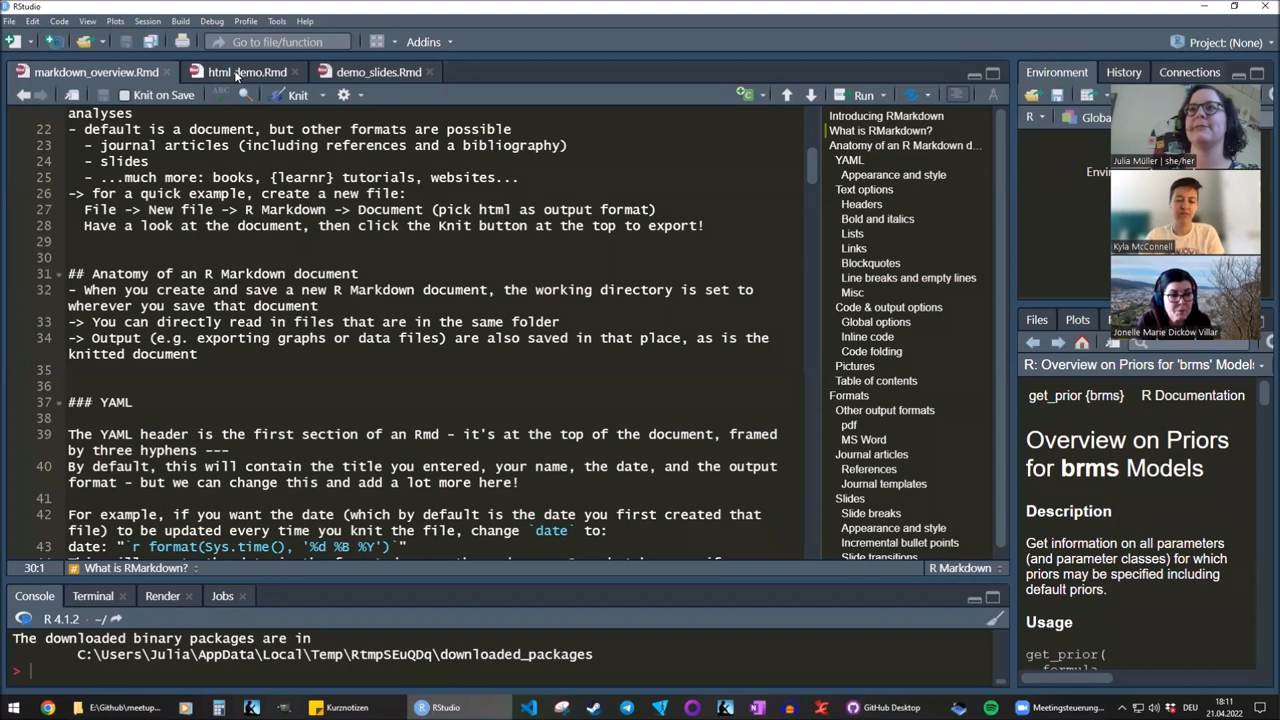 RStudio
File Edit Code View Plots Session Build Debug Profile Tools Help
Go to file/function
Addins
Project: (None)
markdown_overview.Rmd
html_demo.Rmd
demo_slides.Rmd
Knit on Save
ABC
Knit
Run
analyses
22 - default is a document, but other formats are possible
23 - journal articles (including references and a bibliography)
24 - slides
25 - ...much more: books, {learnr} tutorials, websites...
26 -> for a quick example, create a new file:
27 File -> New file -> R Markdown -> Document (pick html as output format)
28 Have a look at the document, then click the Knit button at the top to export!
29
30
31 ## Anatomy of an R Markdown document
32 - When you create and save a new R Markdown document, the working directory is set to
wherever you save that document
33 -> You can directly read in files that are in the same folder
34 -> Output (e.g. exporting graphs or data files) are also saved in that place, as is the
knitted document
35
36
37 ### YAML
38
39 The YAML header is the first section of an Rmd - it's at the top of the document, framed
by three hyphens ---
40 By default, this will contain the title you entered, your name, the date, and the output
format - but we can change this and add a lot more here!
41
42 For example, if you want the date (which by default is the date you first created that
file) to be updated every time you knit the file, change `date` to:
43 date: "`r format(Sys.time(), '%d %B %Y')`"
30:1 # What is RMarkdown?
R Markdown
Introducing RMarkdown
What is RMarkdown?
Anatomy of an R Markdown d...
YAML
Appearance and style
Text options
Headers
Bold and italics
Lists
Links
Blockquotes
Line breaks and empty lines
Misc
Code & output options
Global options
Inline code
Code folding
Pictures
Table of contents
Formats
Other output formats
pdf
MS Word
Journal articles
References
Journal templates
Slides
Slide breaks
Appearance and style
Incremental bullet points
Slide transitions
Console
Terminal
Render
Jobs
R 4.1.2 · ~/
The downloaded binary packages are in
C:\Users\Julia\AppData\Local\Temp\RtmpSEuQDq\downloaded_packages
>
Environment
History
Connections
R
Global
Julia Müller | she/her
Kyla McConnell
Jonelle Marie Dickow Villar
Files
Plots
R: Overview on Priors for 'brms' Model:
get_prior {brms}
R Documentation
Overview on Priors
for brms Models
Description
Get information on all parameters
(and parameter classes) for which
priors may be specified including
default priors.
Usage
get_prior(
formula,
E:\Github\meetup...
Kurznotizen
RStudio
GitHub Desktop
Meetingsteuerung...
DEU
18:11
21.04.2022